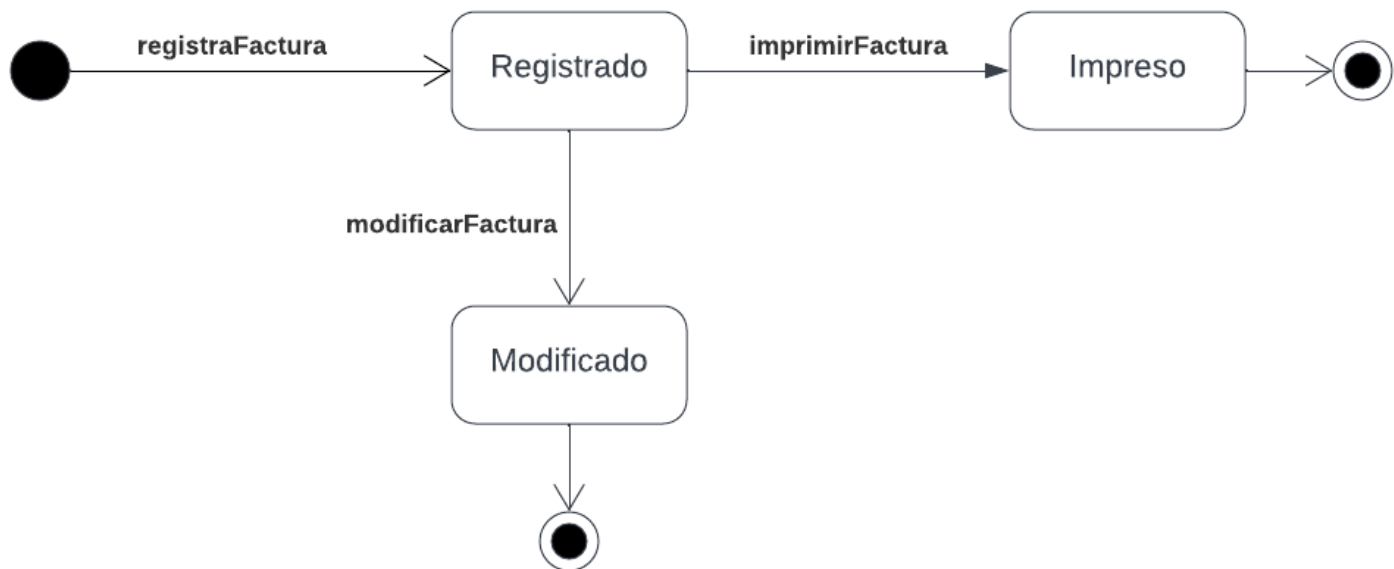 registraFactura
Registrado
imprimirFactura
Impreso
modificarFactura
Modificado